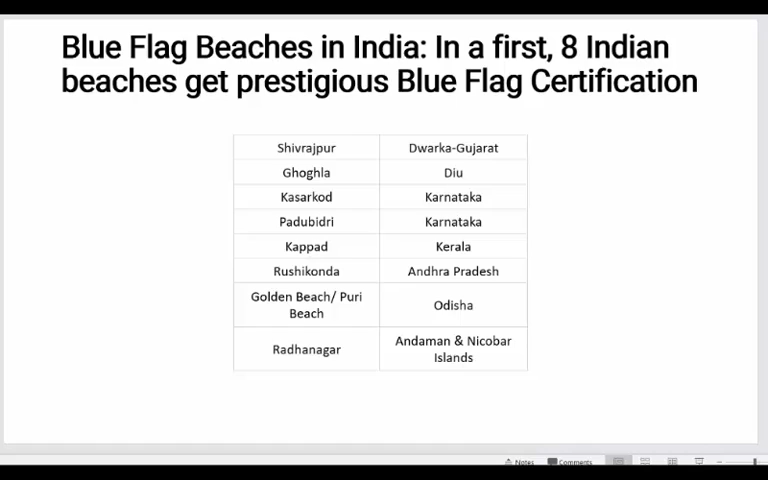 Blue Flag Beaches in India: In a first, 8 Indian
beaches get prestigious Blue Flag Certification
Shivrajpur Dwarka-Gujarat
Ghoghla Diu
Kasarkod Karnataka
Padubidri Karnataka
Kappad Kerala
Rushikonda Andhra Pradesh
Golden Beach/ Puri
Beach
Odisha
Radhanagar
Andaman & Nicobar
Islands
Notes Comments